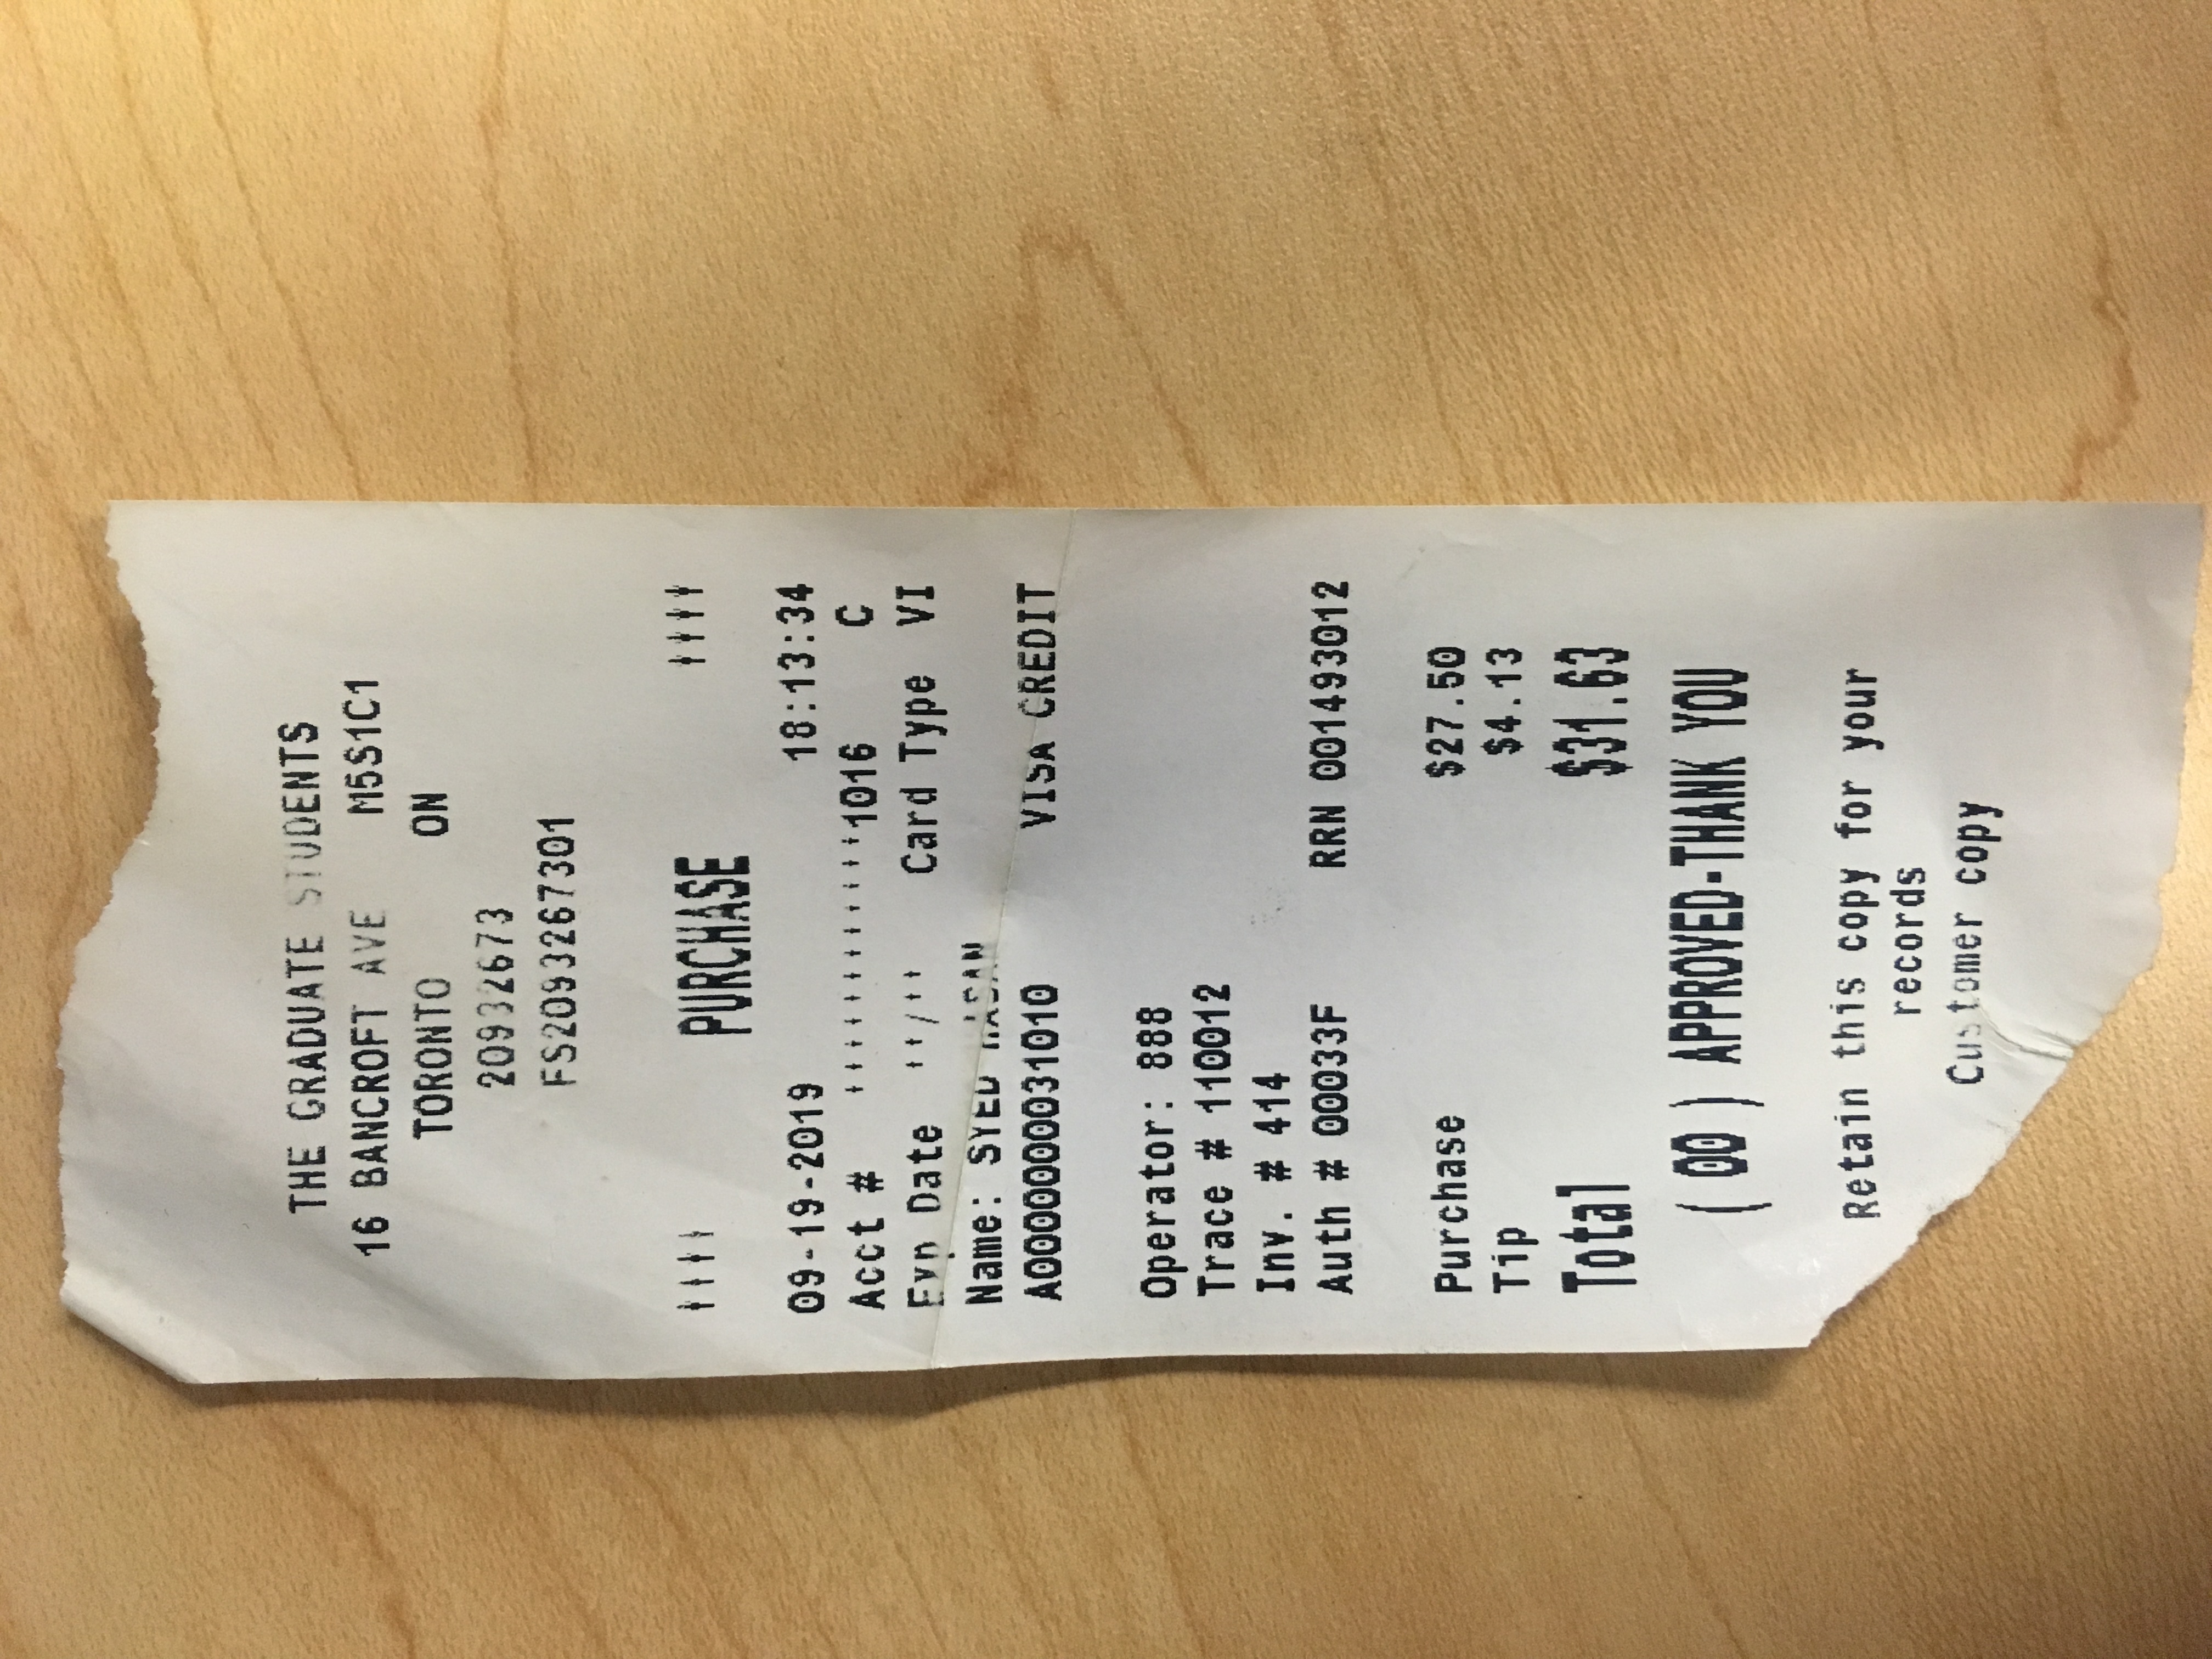 THE GRADUATE STUDENTS
16 BANCROFT AVE M5S1C1
TORONTO ON
20932673
FS2093267301
**** PURCHASE ****
09-19-2019 18:13:34
Acct # ************1016 C
Exp Date **/** Card Type VI
Name: SYED HASAN
A0000000031010 VISA CREDIT
Operator: 888
Trace # 110012
Inv. # 414
Auth # 00033F RRN 001493012
Purchase $27.50
Tip $4.13
Total $31.63
( 00 ) APPROVED-THANK YOU
Retain this copy for your
records
Customer copy